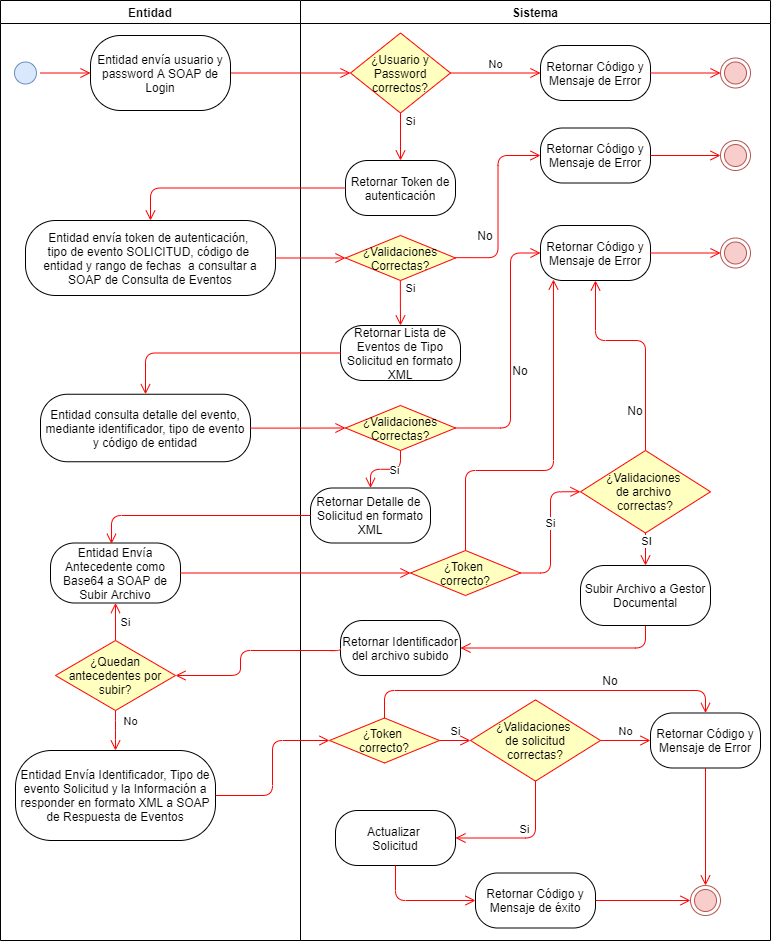 Entidad
Sistema
Entidad envía usuario y
password A SOAP de
Login
¿Usuario y
Password
correctos?
No
Retornar Código y
Mensaje de Error
Si
Retornar Código y
Mensaje de Error
Retornar Token de
autenticación
Entidad envía token de autenticación,
tipo de evento SOLICITUD, código de
entidad y rango de fechas a consultar a
SOAP de Consulta de Eventos
¿Validaciones
Correctas?
No
Retornar Código y
Mensaje de Error
Si
Retornar Lista de
Eventos de Tipo
Solicitud en formato
XML
No
Entidad consulta detalle del evento,
mediante identificador, tipo de evento
y código de entidad
¿Validaciones
Correctas?
No
Si
Retornar Detalle de
Solicitud en formato
XML
¿Validaciones
de archivo
correctas?
Si
SI
Entidad Envía
Antecedente como
Base64 a SOAP de
Subir Archivo
¿Token
correcto?
Subir Archivo a Gestor
Documental
Si
Retornar Identificador
del archivo subido
¿Quedan
antecedentes por
subir?
No
No
¿Token
correcto?
Si
¿Validaciones
de solicitud
correctas?
No
Retornar Código y
Mensaje de Error
Entidad Envía Identificador, Tipo de
evento Solicitud y la Información a
responder en formato XML a SOAP
de Respuesta de Eventos
Si
Actualizar
Solicitud
Retornar Código y
Mensaje de éxito